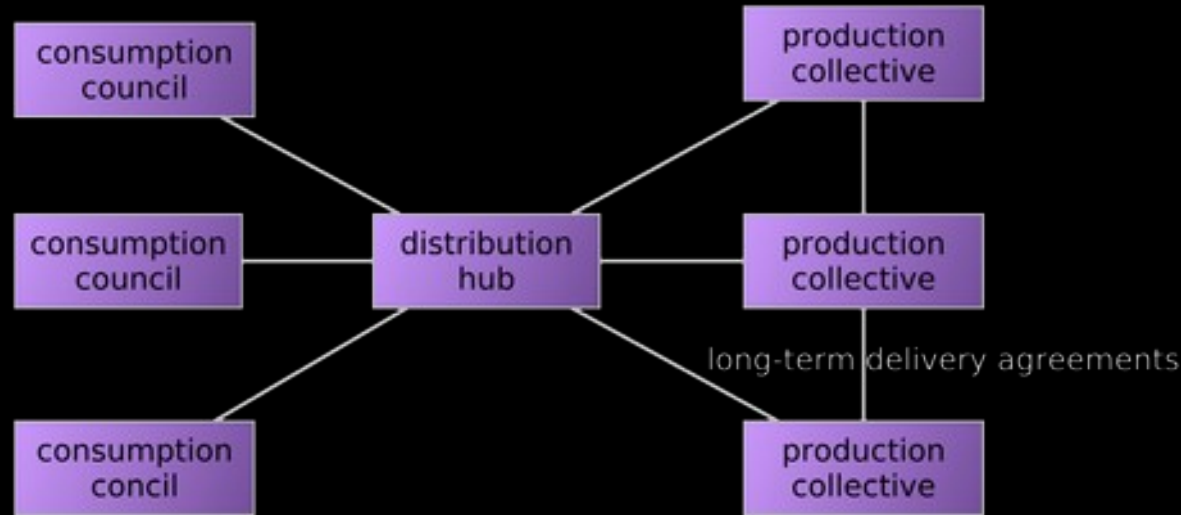 consumption
council
production
collective
consumption
council
distribution
hub
production
collective
long-term delivery agreements
consumption
concil
production
collective